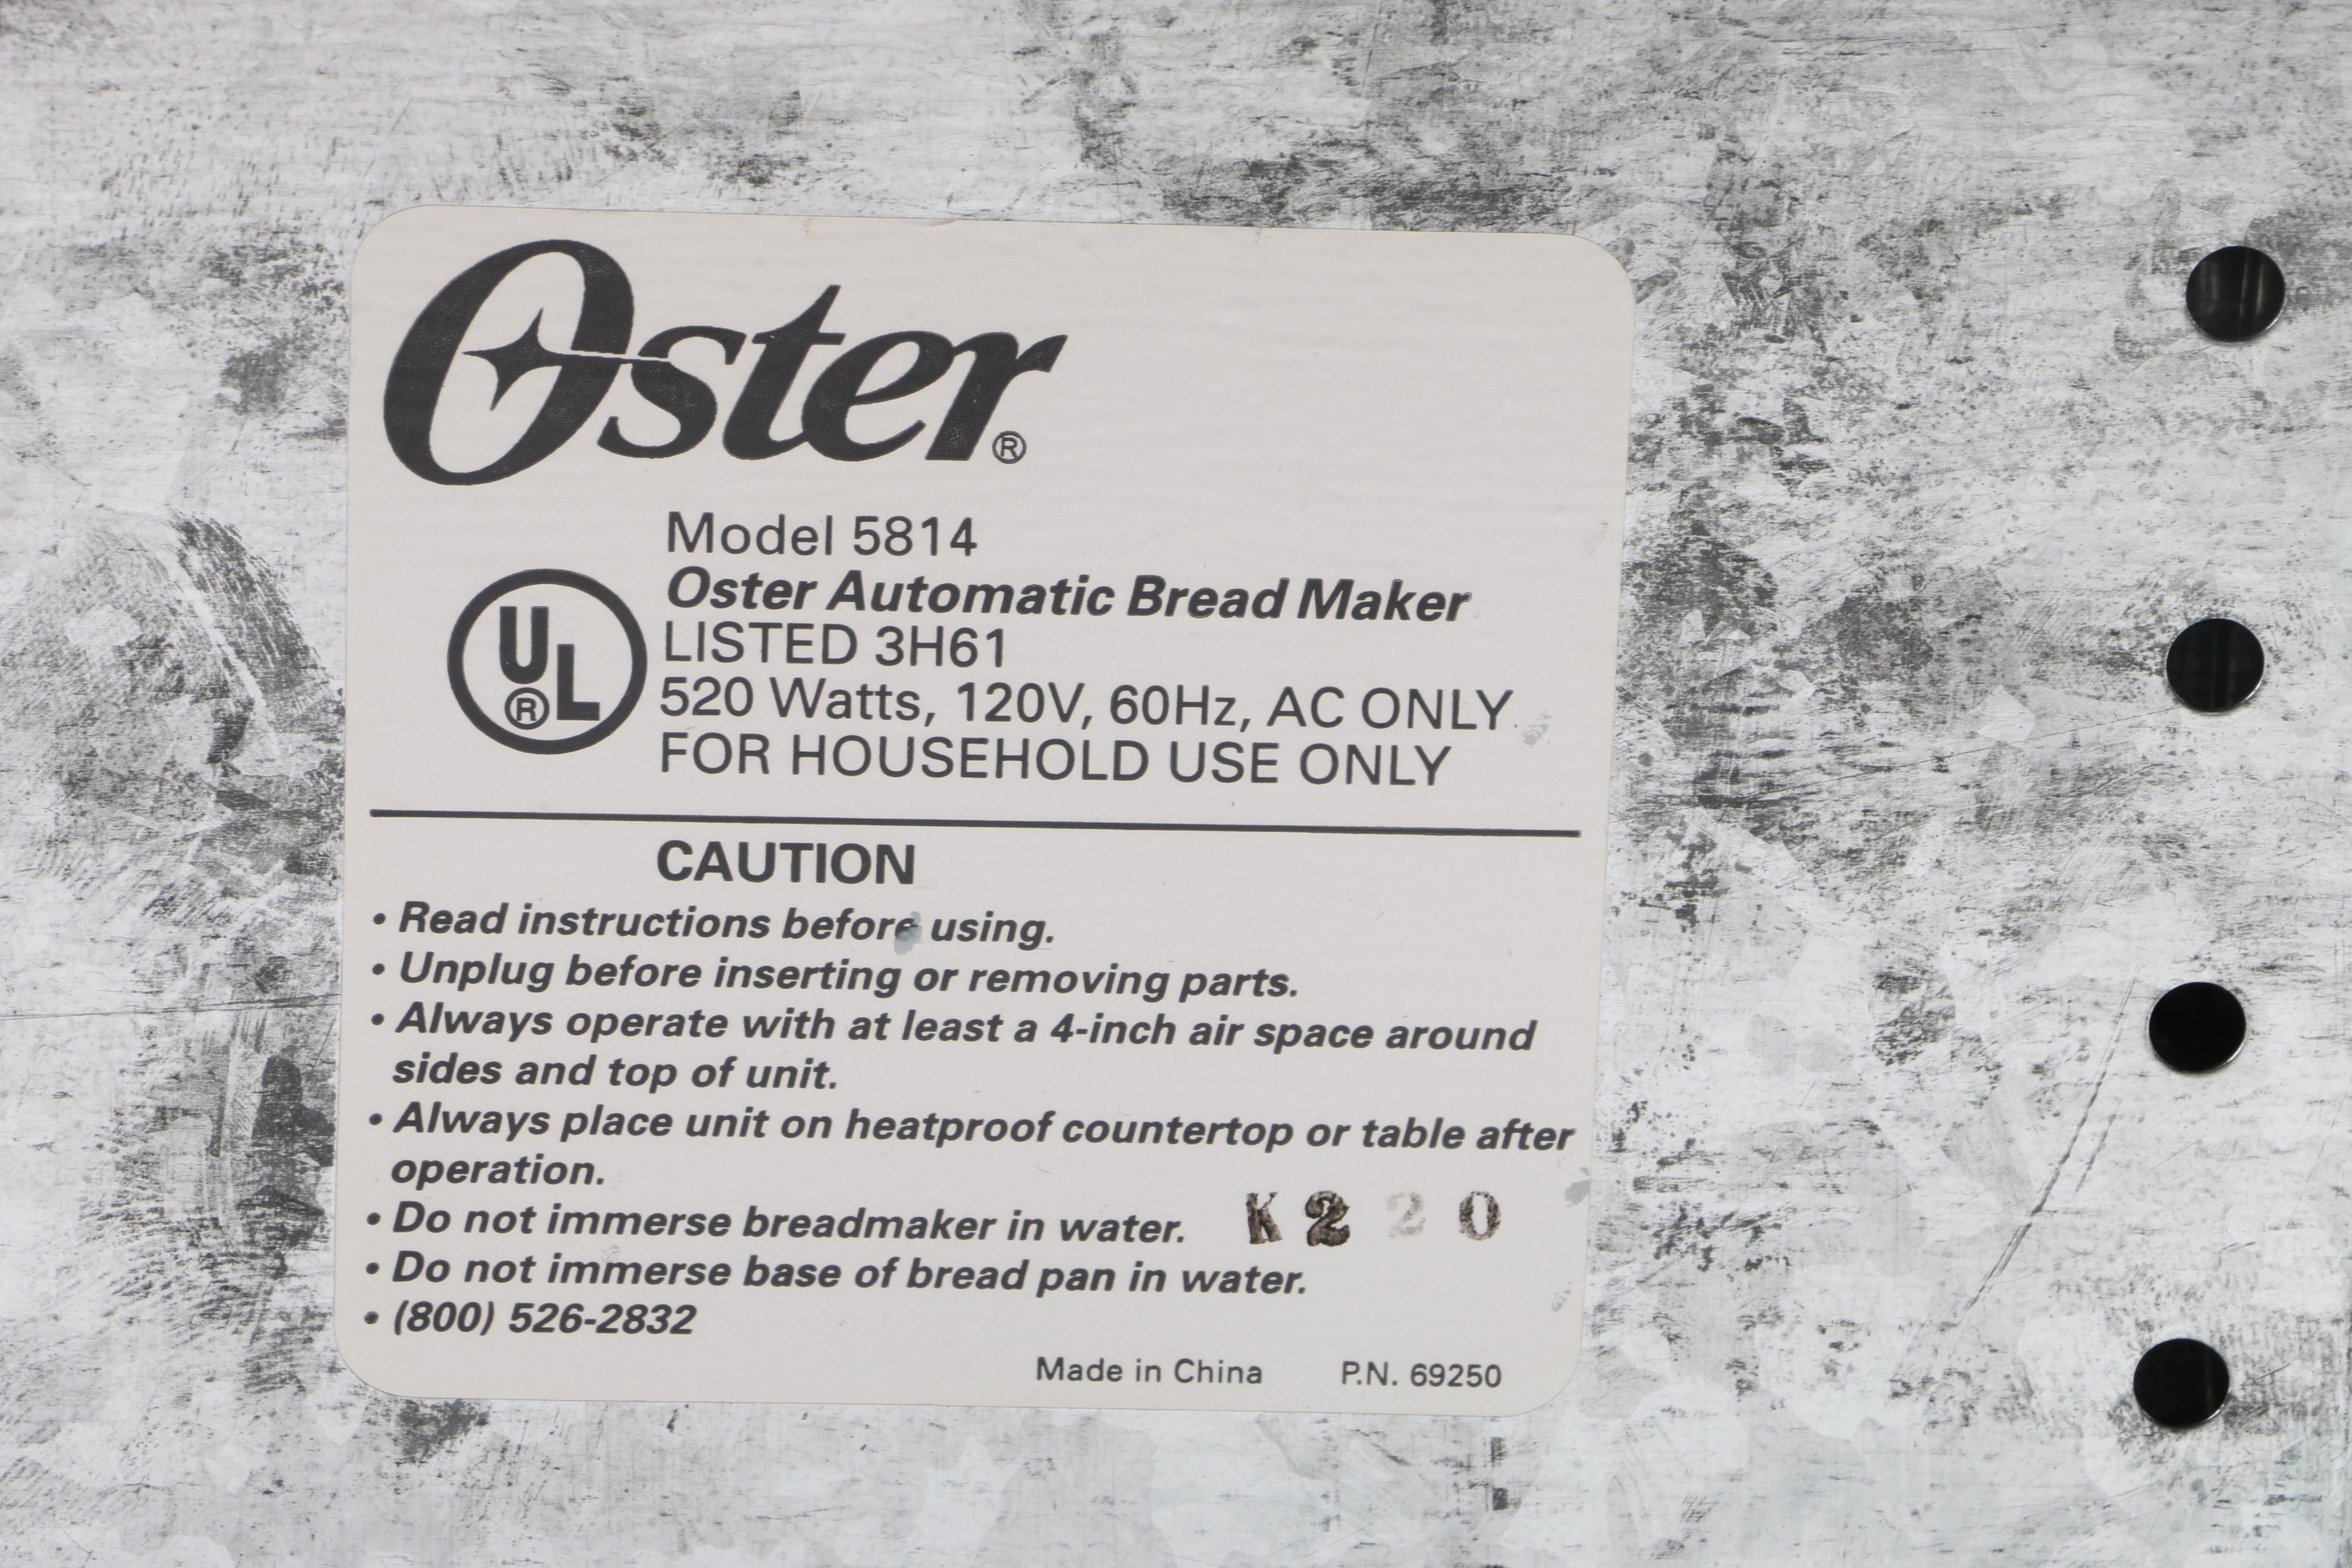 Oster®
Model 5814
Oster Automatic Bread Maker
UL®
LISTED 3H61
520 Watts, 120V, 60Hz, AC ONLY
FOR HOUSEHOLD USE ONLY
CAUTION
• Read instructions before using.
• Unplug before inserting or removing parts.
• Always operate with at least a 4-inch air space around
sides and top of unit.
• Always place unit on heatproof countertop or table after
operation.
• Do not immerse breadmaker in water. K220
• Do not immerse base of bread pan in water.
• (800) 526-2832
Made in China P.N. 69250